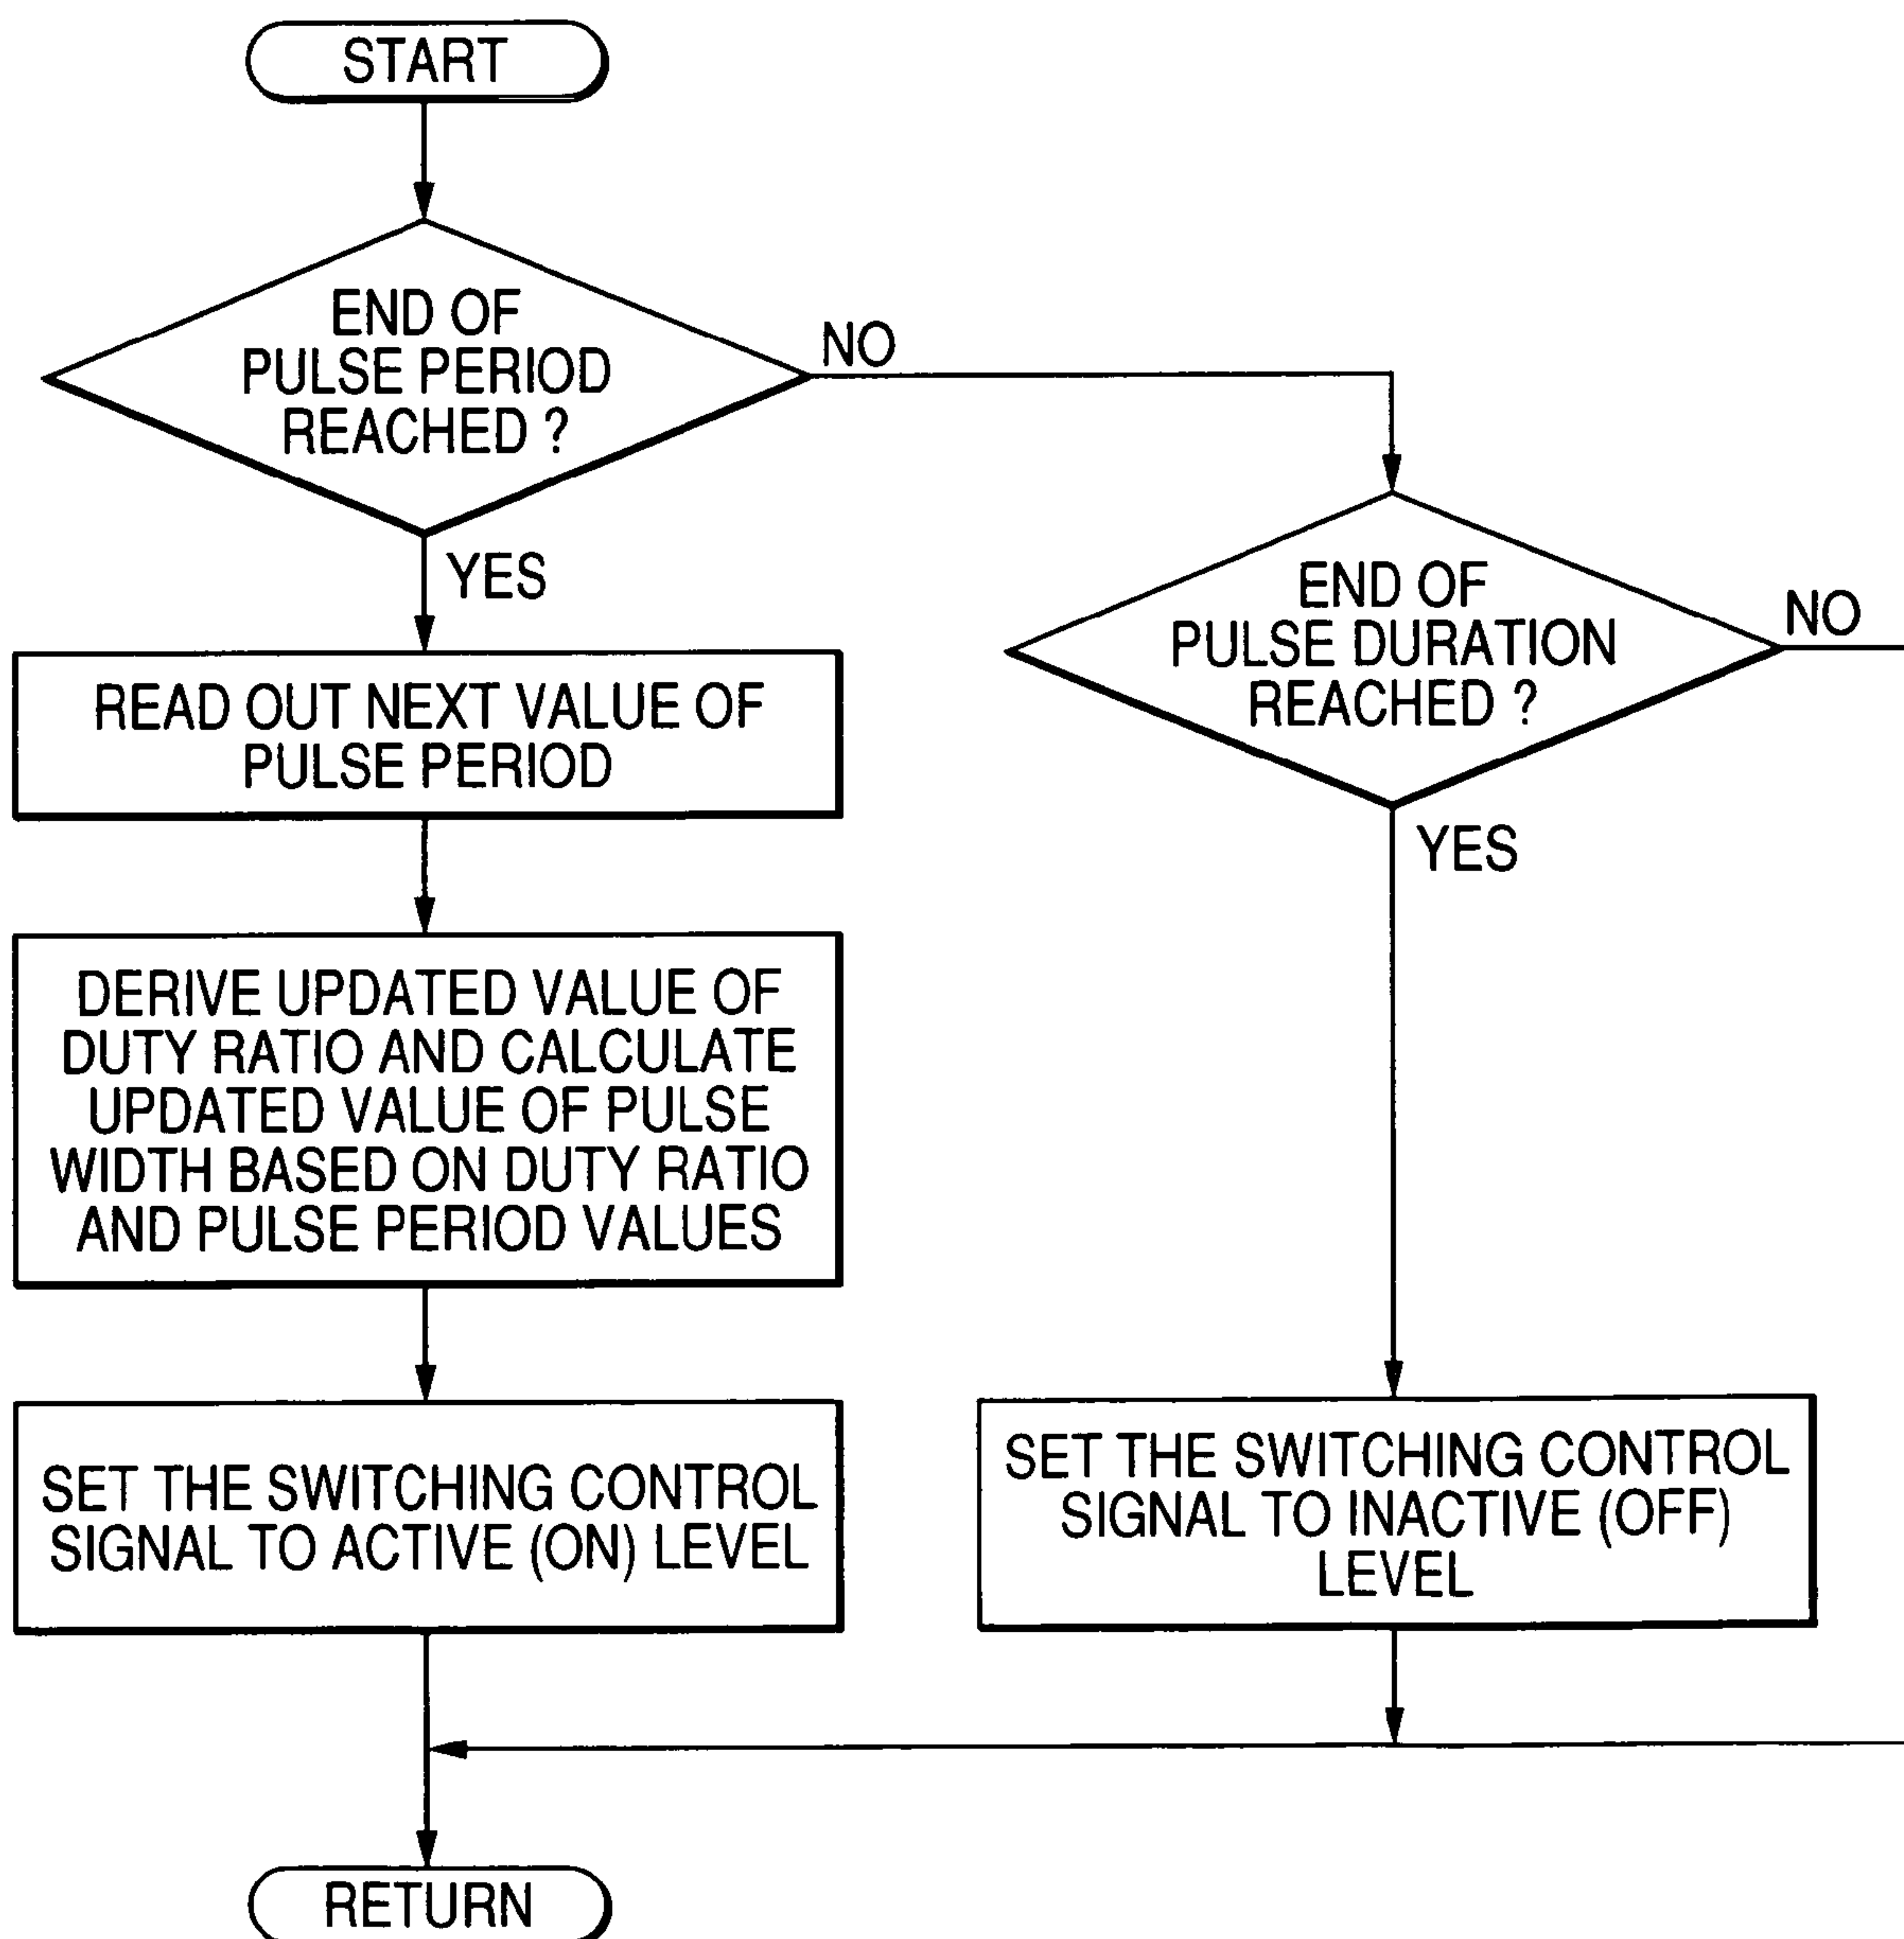 START
END OF
PULSE PERIOD
REACHED ?
NO
YES
READ OUT NEXT VALUE OF
PULSE PERIOD
DERIVE UPDATED VALUE OF
DUTY RATIO AND CALCULATE
UPDATED VALUE OF PULSE
WIDTH BASED ON DUTY RATIO
AND PULSE PERIOD VALUES
SET THE SWITCHING CONTROL
SIGNAL TO ACTIVE (ON) LEVEL
END OF
PULSE DURATION
REACHED ?
NO
YES
SET THE SWITCHING CONTROL
SIGNAL TO INACTIVE (OFF)
LEVEL
RETURN